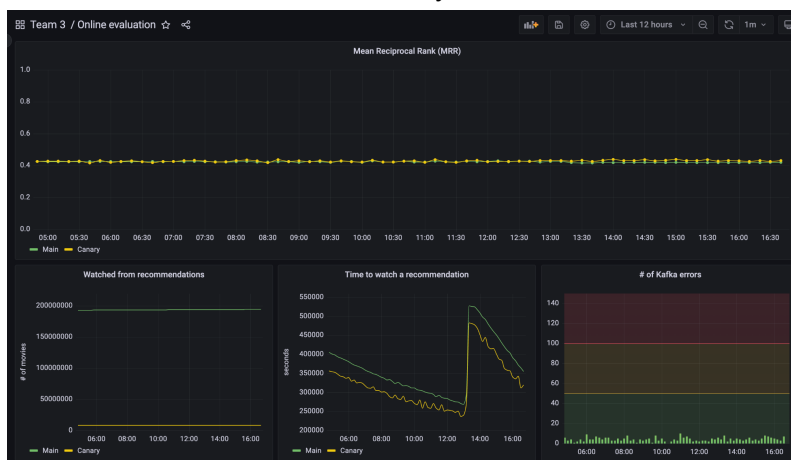 Team 3 / Online evaluation
Last 12 hours
1m
Mean Reciprocal Rank (MRR)
1.0
0.8
0.6
0.4
0.2
0.0
05:00 05:30 06:00 06:30 07:00 07:30 08:00 08:30 09:00 09:30 10:00 10:30 11:00 11:30 12:00 12:30 13:00 13:30 14:00 14:30 15:00 15:30 16:00 16:30
Main Canary
Watched from recommendations
# of movies
200000000
150000000
100000000
50000000
0
06:00 08:00 10:00 12:00 14:00 16:00
Main Canary
Time to watch a recommendation
seconds
550000
500000
450000
400000
350000
300000
250000
200000
06:00 08:00 10:00 12:00 14:00 16:00
Main Canary
# of Kafka errors
140
120
100
80
60
40
20
0
06:00 08:00 10:00 12:00 14:00 16:00